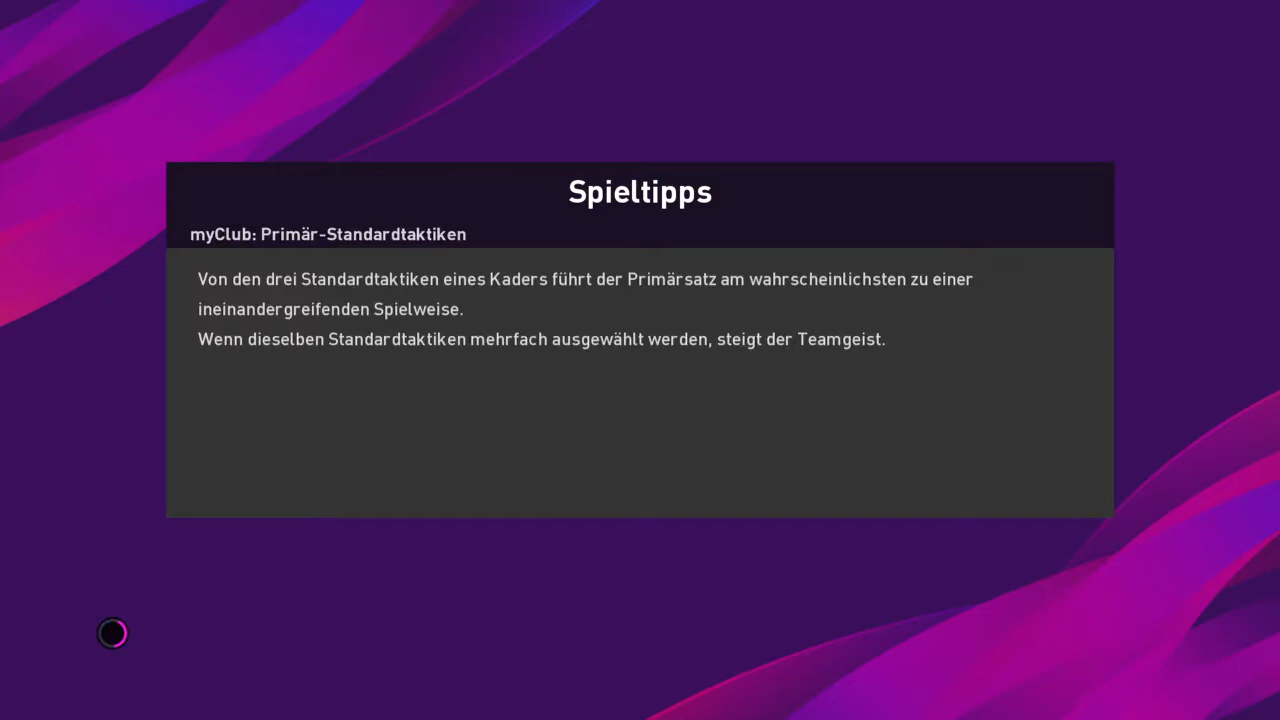 Spieltipps
myClub: Primär-Standardtaktiken
Von den drei Standardtaktiken eines Kaders führt der Primärsatz am wahrscheinlichsten zu einer
ineinandergreifenden Spielweise.
Wenn dieselben Standardtaktiken mehrfach ausgewählt werden, steigt der Teamgeist.